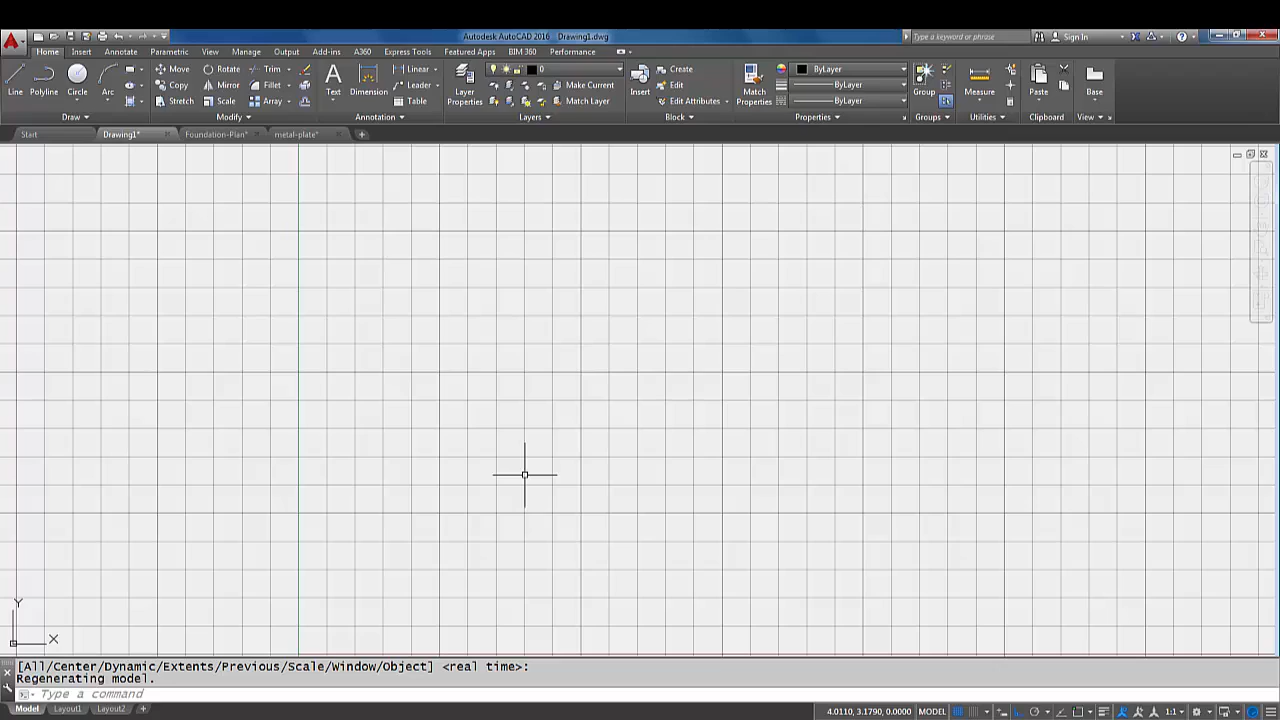 Autodesk AutoCAD 2016 Drawing1.dwg
Type a keyword or phrase
Sign In
Home Insert Annotate Parametric View Manage Output Add-ins A360 Express Tools Featured Apps BIM 360 Performance
Line Polyline Circle Arc
Move Rotate Trim
Copy Mirror Fillet
Stretch Scale Array
Text Dimension
Linear
Leader
Table
Layer Properties
0
Make Current
Match Layer
Insert
Create
Edit
Edit Attributes
Match Properties
ByLayer
ByLayer
ByLayer
Group
Measure
Paste
Base
Draw Modify Annotation Layers Block Properties Groups Utilities Clipboard View
Start Drawing1* Foundation-Plan* metal-plate*
Y
X
[All/Center/Dynamic/Extents/Previous/Scale/Window/Object] <real time>:
Regenerating model.
Type a command
Model Layout1 Layout2
4.0110, 3.1790, 0.0000 MODEL 1:1